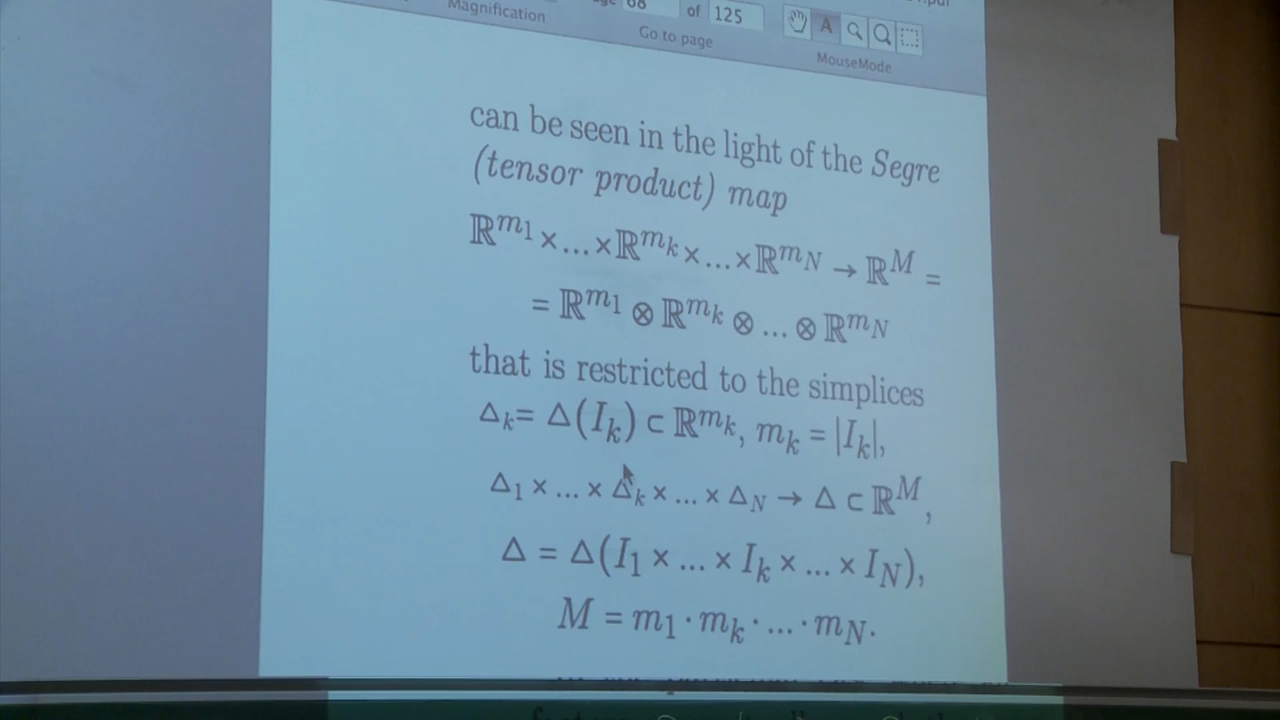 Magnification
68 of 125
Go to page
A
MouseMode
can be seen in the light of the Segre
(tensor product) map
ℝ^{m_1} × ... × ℝ^{m_k} × ... × ℝ^{m_N} → ℝ^M =
= ℝ^{m_1} ⊗ ℝ^{m_k} ⊗ ... ⊗ ℝ^{m_N}
that is restricted to the simplices
Δ_k = Δ(I_k) ⊂ ℝ^{m_k}, m_k = |I_k|,
Δ_1 × ... × Δ_k × ... × Δ_N → Δ ⊂ ℝ^M,
Δ = Δ(I_1 × ... × I_k × ... × I_N),
M = m_1 · m_k · ... · m_N.